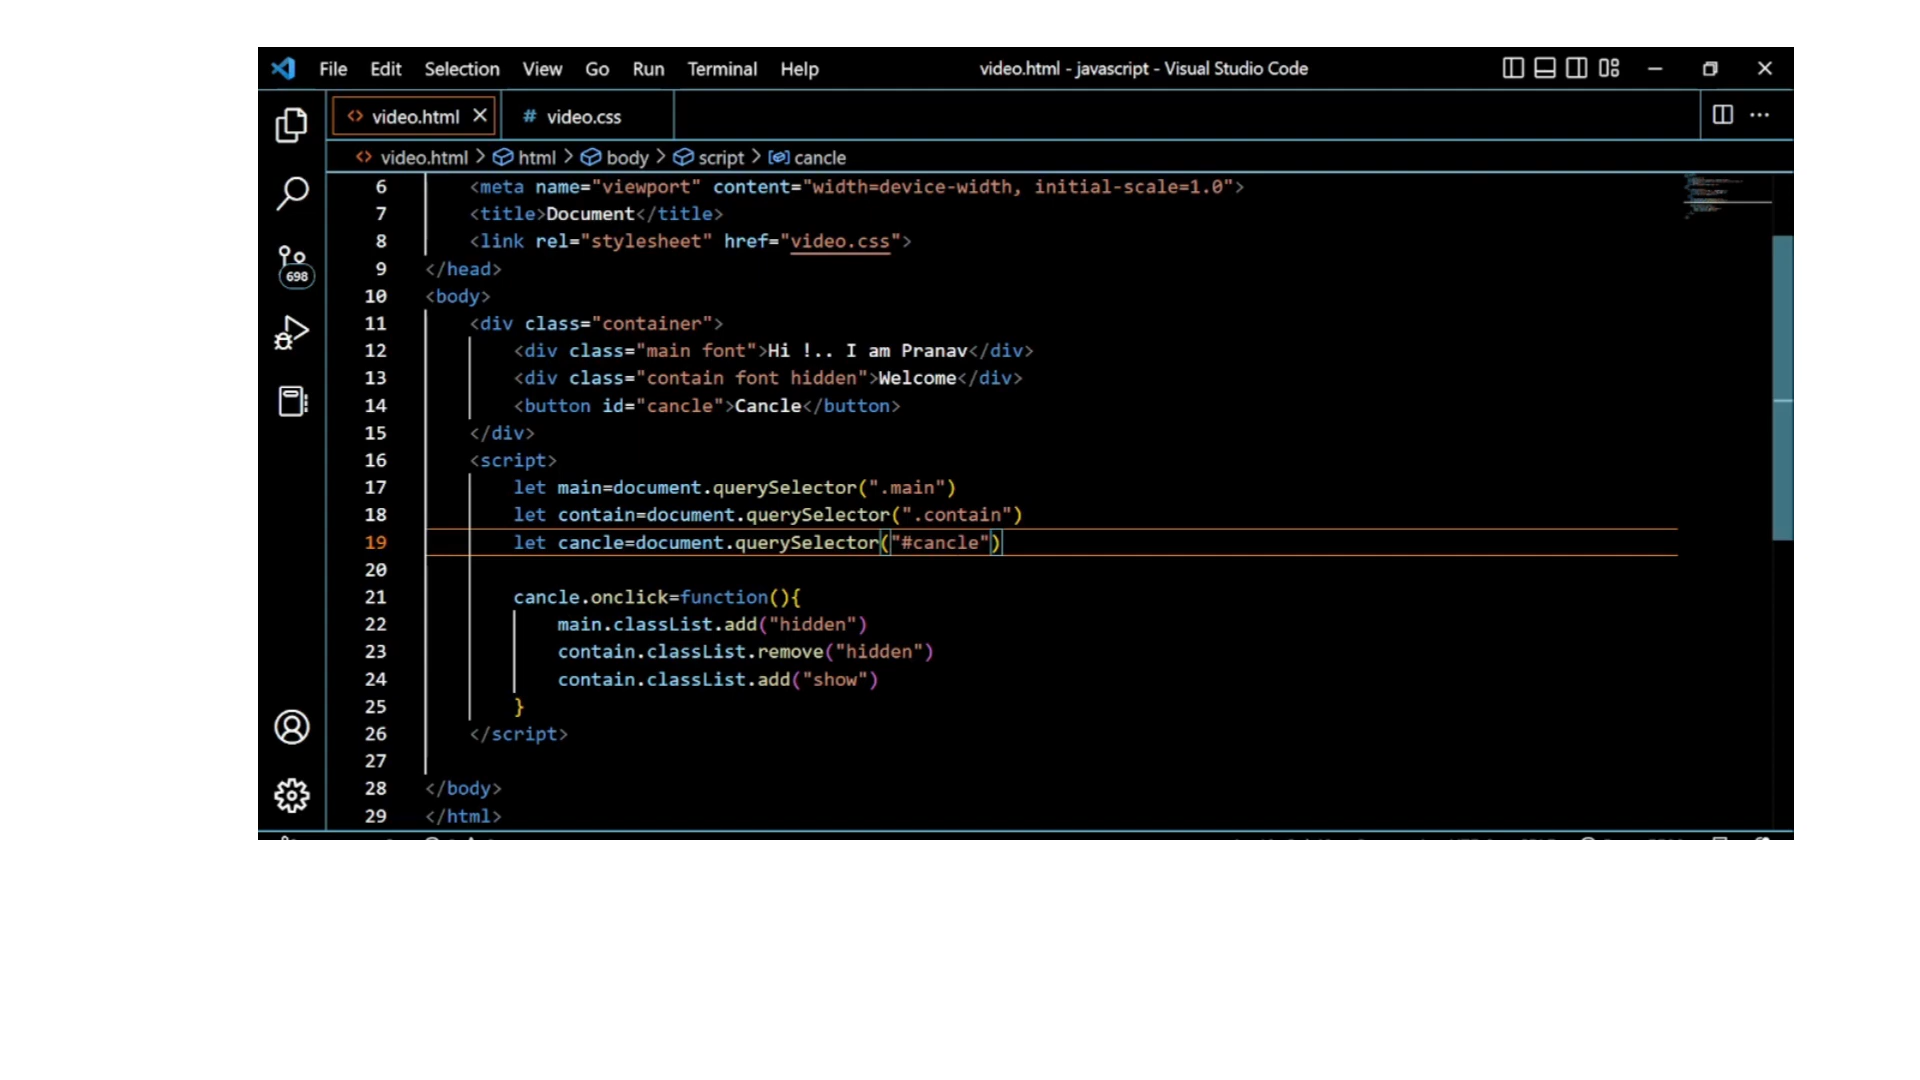 File Edit Selection View Go Run Terminal Help video.html - javascript - Visual Studio Code
video.html # video.css
video.html > html > body > script > cancle
6 <meta name="viewport" content="width=device-width, initial-scale=1.0">
7 <title>Document</title>
8 <link rel="stylesheet" href="video.css">
9 </head>
10 <body>
11 <div class="container">
12 <div class="main font">Hi !.. I am Pranav</div>
13 <div class="contain font hidden">Welcome</div>
14 <button id="cancle">Cancle</button>
15 </div>
16 <script>
17 let main=document.querySelector(".main")
18 let contain=document.querySelector(".contain")
19 let cancle=document.querySelector("#cancle")
20
21 cancle.onclick=function(){
22 main.classList.add("hidden")
23 contain.classList.remove("hidden")
24 contain.classList.add("show")
25 }
26 </script>
27
28 </body>
29 </html>
698